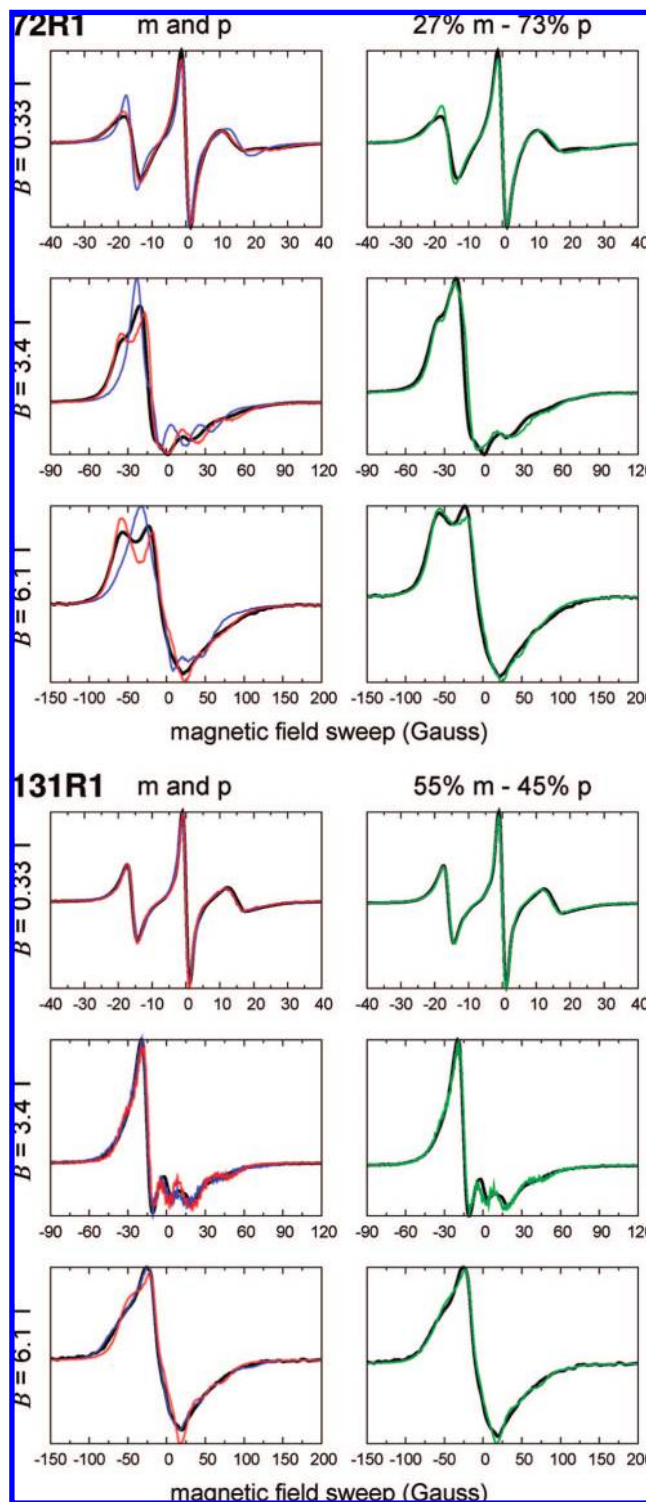 72R1 m and p 27% m - 73% p
B = 0.33 T
-40 -30 -20 -10 0 10 20 30 40 -40 -30 -20 -10 0 10 20 30 40
B = 3.4 T
-90 -60 -30 0 30 60 90 120 -90 -60 -30 0 30 60 90 120
B = 6.1 T
-150 -100 -50 0 50 100 150 200 -150 -100 -50 0 50 100 150 200
magnetic field sweep (Gauss)
131R1 m and p 55% m - 45% p
B = 0.33 T
-40 -30 -20 -10 0 10 20 30 40 -40 -30 -20 -10 0 10 20 30 40
B = 3.4 T
-90 -60 -30 0 30 60 90 120 -90 -60 -30 0 30 60 90 120
B = 6.1 T
-150 -100 -50 0 50 100 150 200 -150 -100 -50 0 50 100 150 200
magnetic field sweep (Gauss)